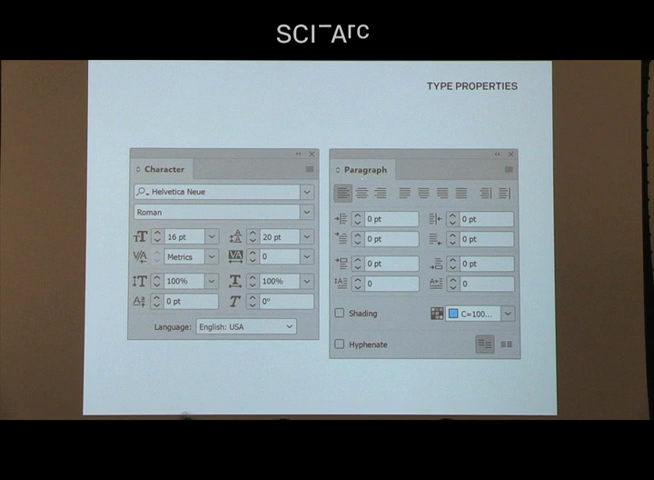 SCI-Arc
TYPE PROPERTIES
Character
Helvetica Neue
Roman
16 pt
20 pt
Metrics
0
100%
100%
0 pt
0°
Language: English: USA
Paragraph
0 pt
0 pt
0 pt
0 pt
0 pt
0 pt
0
0
Shading
C=100...
Hyphenate